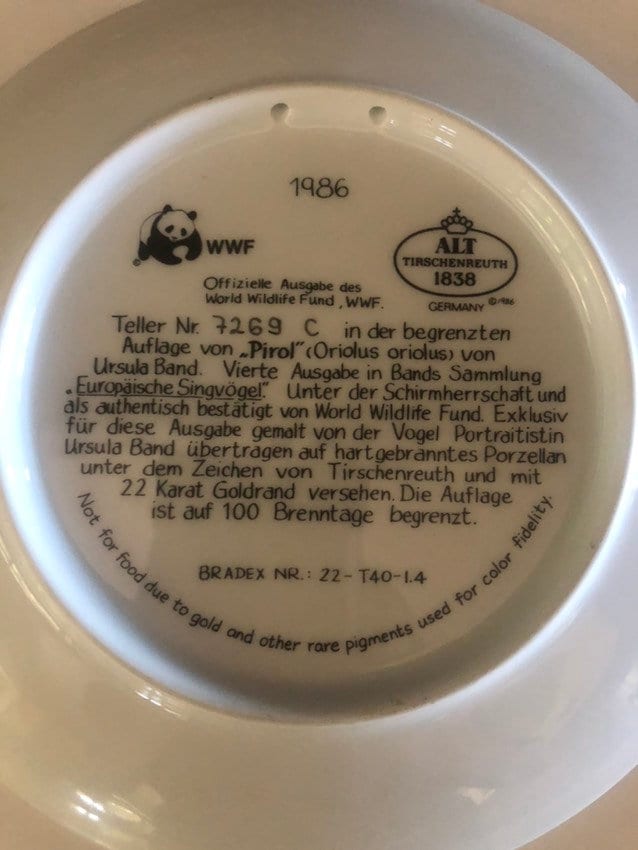 1986
® WWF
ALT
TIRSCHENREUTH
1838
GERMANY ©1986
Offizielle Ausgabe des
World Wildlife Fund, WWF.
Teller Nr. 7269 C in der begrenzten
Auflage von „Pirol" (Oriolus oriolus) von
Ursula Band. Vierte Ausgabe in Bands Sammlung
„Europäische Singvögel". Unter der Schirmherrschaft und
als authentisch bestätigt von World Wildlife Fund. Exklusiv
für diese Ausgabe gemalt von der Vogel Portraitistin
Ursula Band übertragen auf hartgebranntes Porzellan
unter dem Zeichen von Tirschenreuth und mit
22 Karat Goldrand versehen. Die Auflage
ist auf 100 Brenntage begrenzt.
BRADEX NR.: 22-T40-1.4
Not for food due to gold and other rare pigments used for color fidelity.